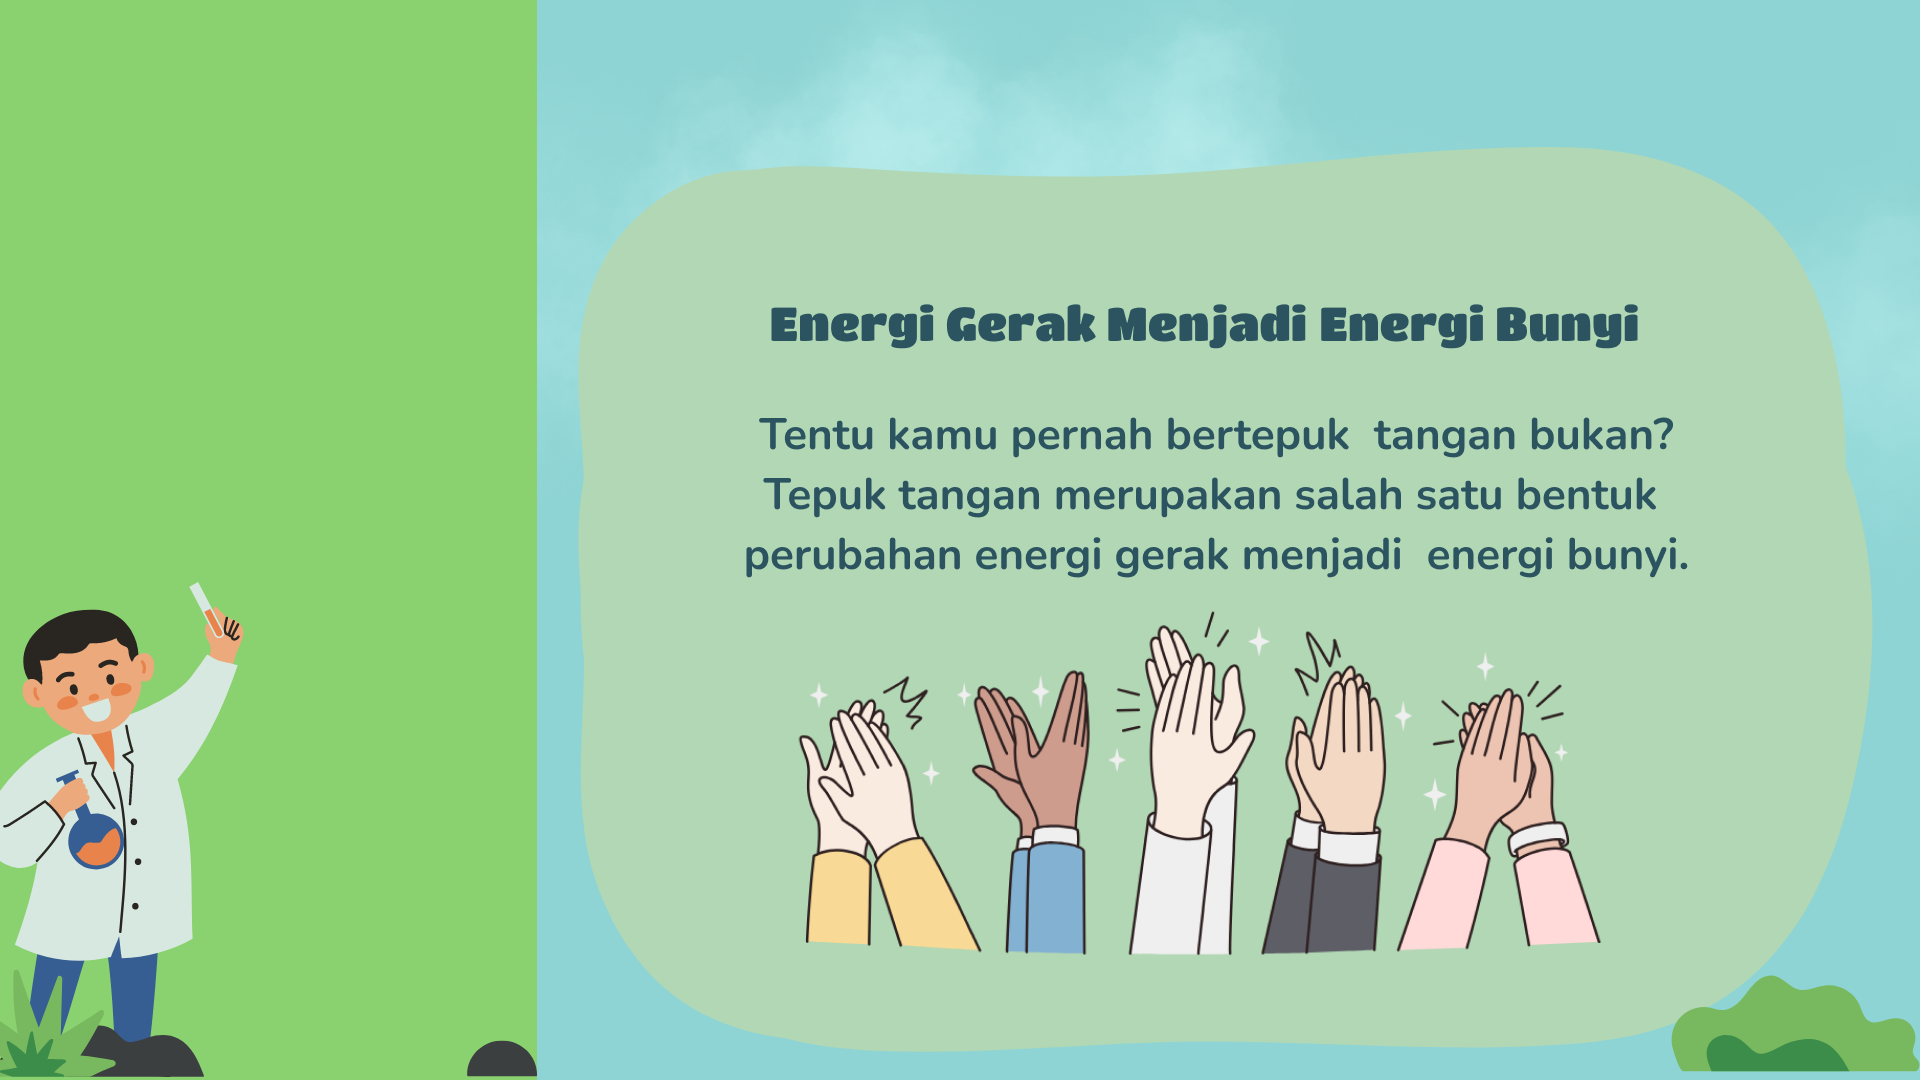 Energi Gerak Menjadi Energi Bunyi
Tentu kamu pernah bertepuk  tangan bukan?
Tepuk tangan merupakan salah satu bentuk
perubahan energi gerak menjadi  energi bunyi.